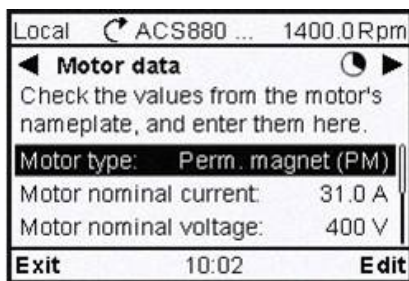 Local ACS880 ... 1400.0Rpm
Motor data
Check the values from the motor's
nameplate, and enter them here.
Motor type: Perm. magnet (PM)
Motor nominal current: 31.0 A
Motor nominal voltage: 400 V
Exit 10:02 Edit